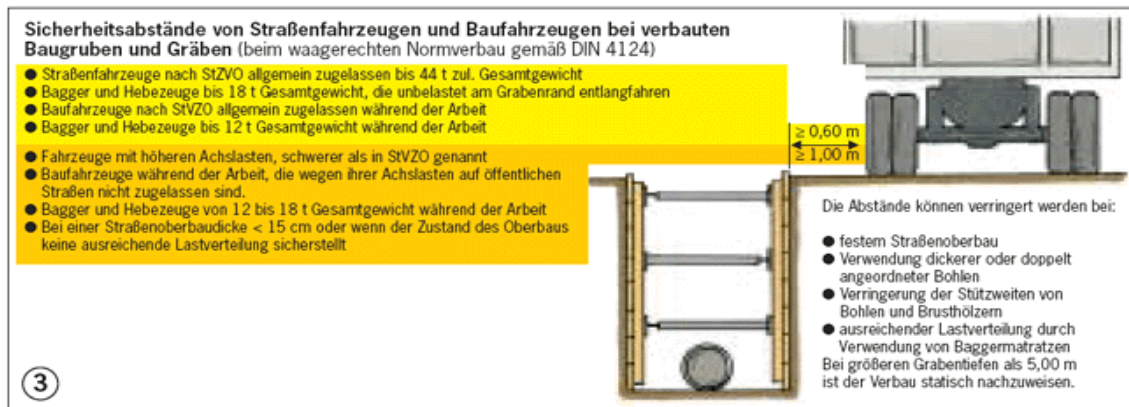 Sicherheitsabstände von Straßenfahrzeugen und Baufahrzeugen bei verbauten
Baugruben und Gräben (beim waagerechten Normverbau gemäß DIN 4124)
● Straßenfahrzeuge nach StZVO allgemein zugelassen bis 44 t zul. Gesamtgewicht
● Bagger und Hebezeuge bis 18 t Gesamtgewicht, die unbelastet am Grabenrand entlangfahren
● Baufahrzeuge nach StVZO allgemein zugelassen während der Arbeit
● Bagger und Hebezeuge bis 12 t Gesamtgewicht während der Arbeit
● Fahrzeuge mit höheren Achslasten, schwerer als in StVZO genannt
● Baufahrzeuge während der Arbeit, die wegen ihrer Achslasten auf öffentlichen
Straßen nicht zugelassen sind.
● Bagger und Hebezeuge von 12 bis 18 t Gesamtgewicht während der Arbeit
● Bei einer Straßenoberbaudicke < 15 cm oder wenn der Zustand des Oberbaus
keine ausreichende Lastverteilung sicherstellt
≥ 0,60 m
≥ 1,00 m
Die Abstände können verringert werden bei:
● festem Straßenoberbau
● Verwendung dickerer oder doppelt
angeordneter Bohlen
● Verringerung der Stützweiten von
Bohlen und Brusthölzern
● ausreichender Lastverteilung durch
Verwendung von Baggermatratzen
Bei größeren Grabentiefen als 5,00 m
ist der Verbau statisch nachzuweisen.
3